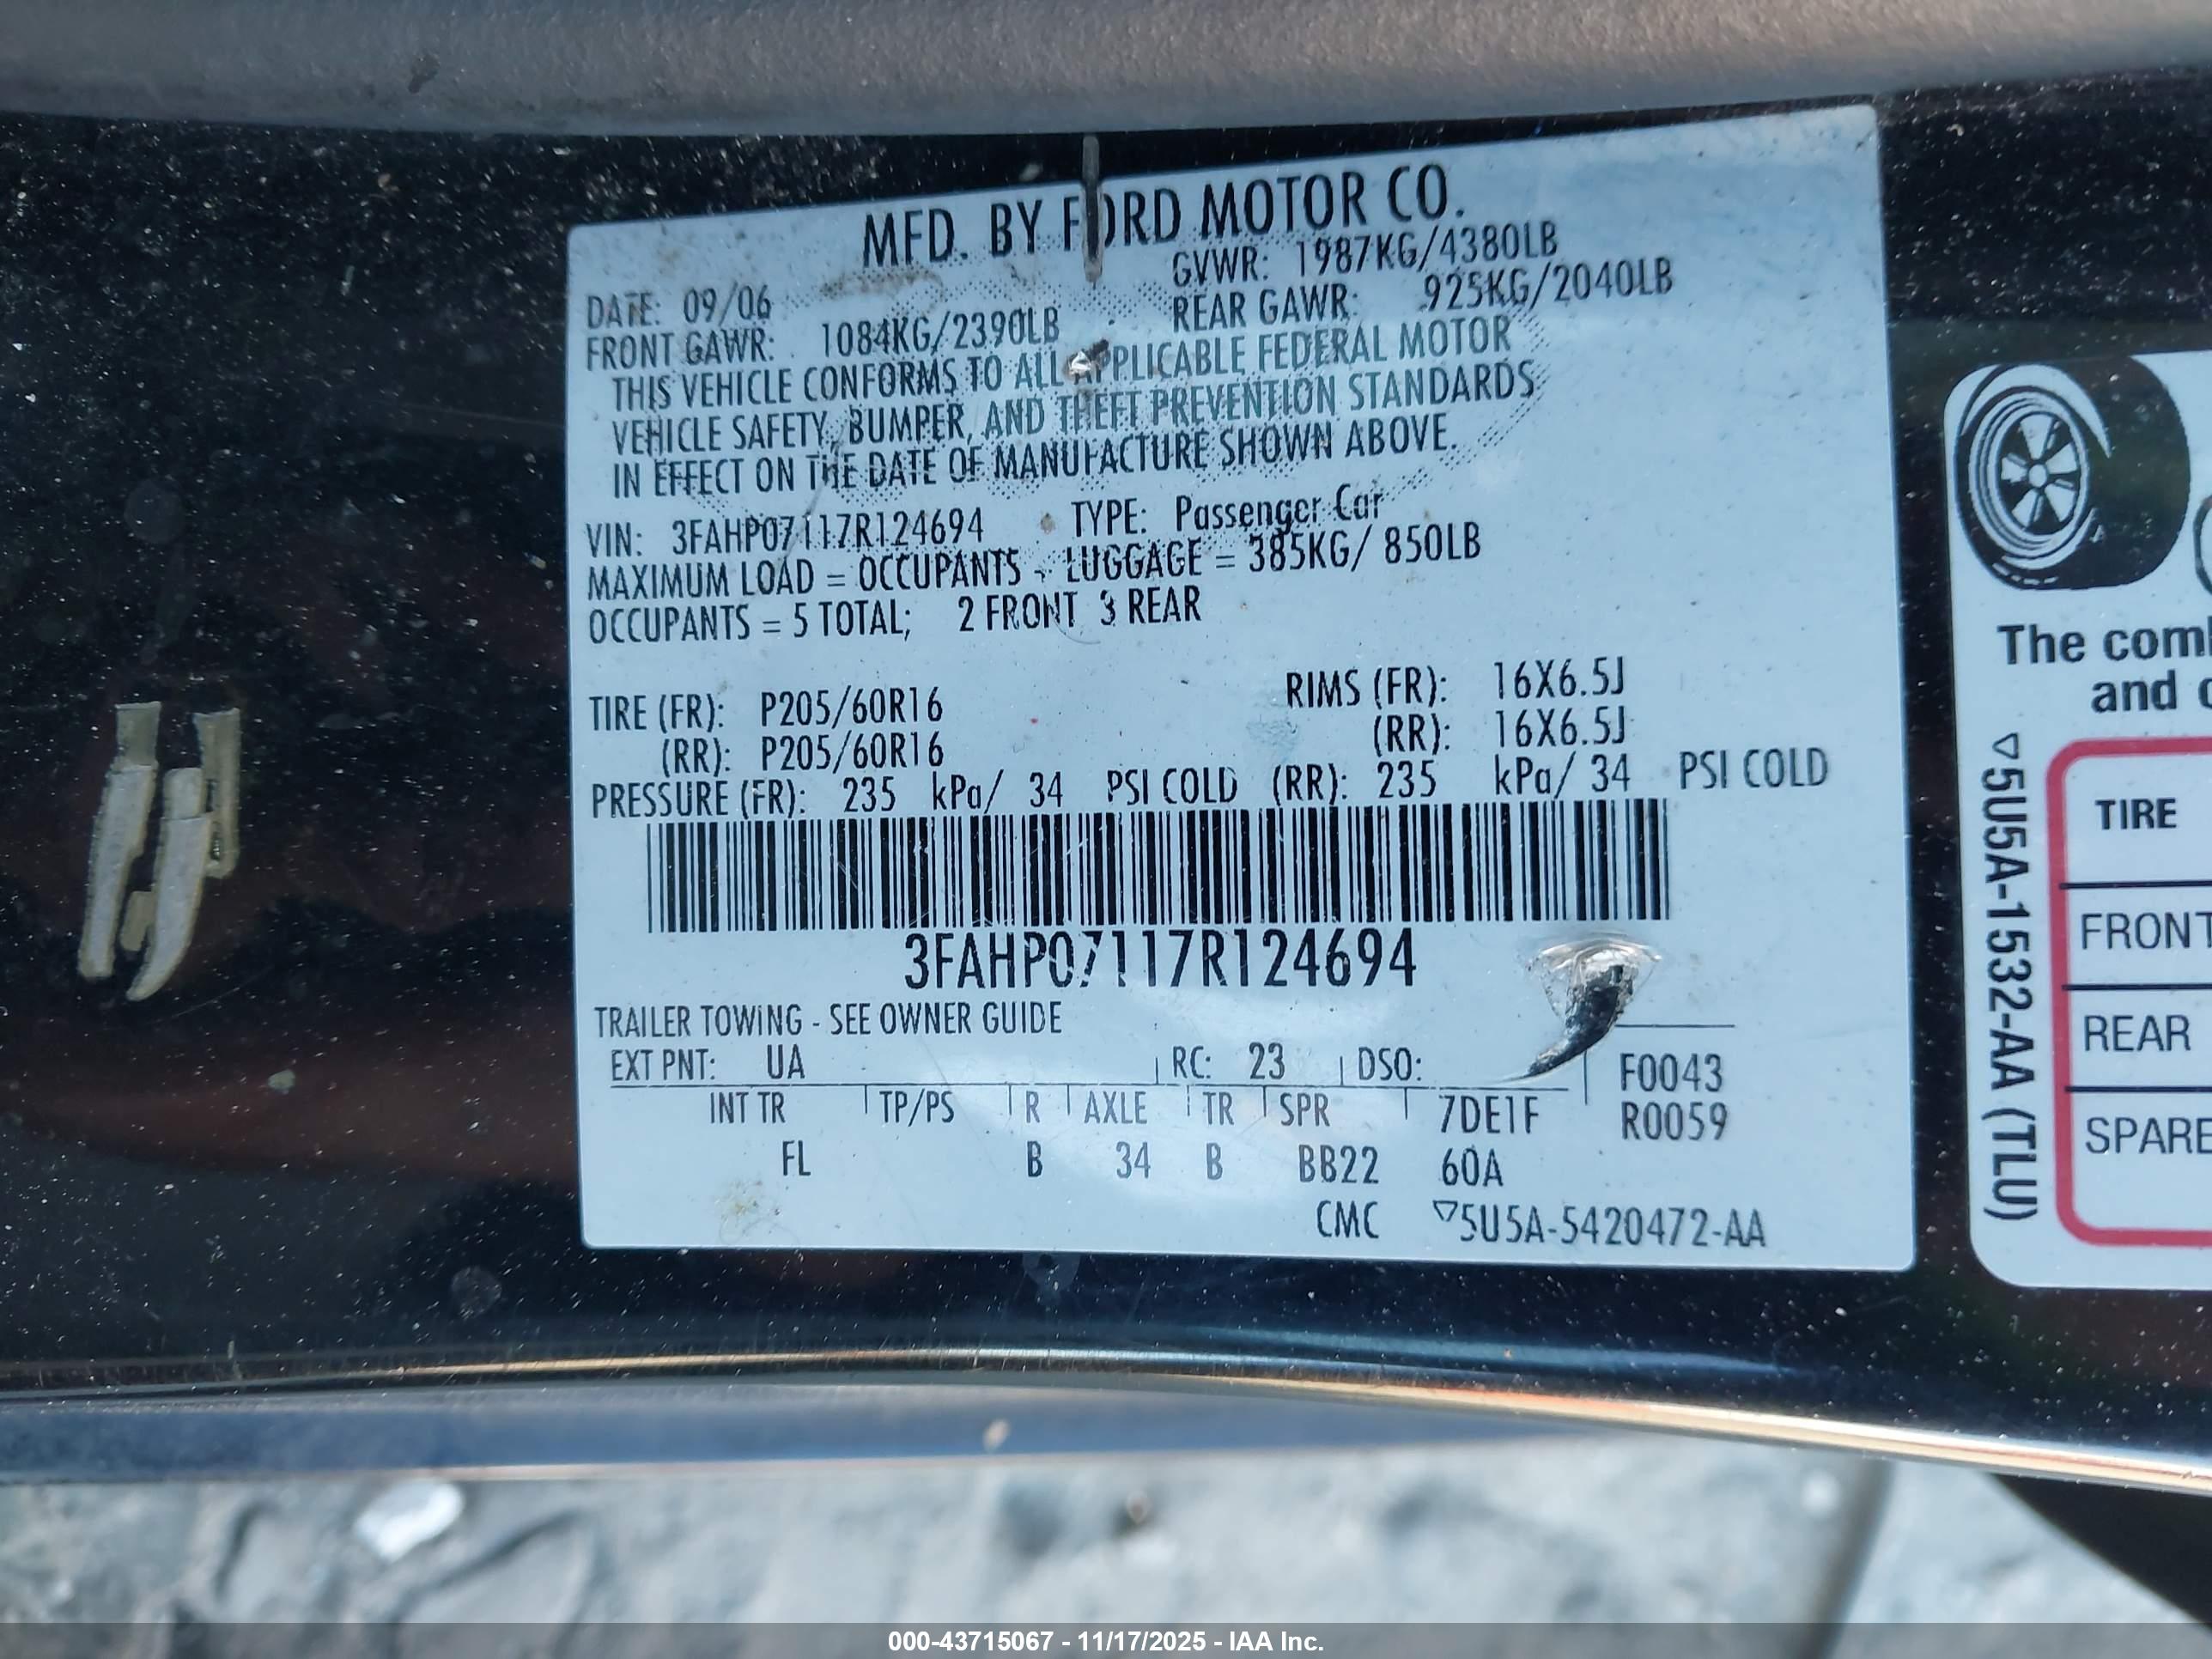 MFD. BY FORD MOTOR CO.
DATE: 09/06 GVWR: 1987KG/4380LB
FRONT GAWR: 1084KG/2390LB REAR GAWR: 925KG/2040LB
THIS VEHICLE CONFORMS TO ALL APPLICABLE FEDERAL MOTOR
VEHICLE SAFETY, BUMPER, AND THEFT PREVENTION STANDARDS
IN EFFECT ON THE DATE OF MANUFACTURE SHOWN ABOVE.
VIN: 3FAHP07117R124694 TYPE: Passenger Car
MAXIMUM LOAD = OCCUPANTS + LUGGAGE = 385KG/ 850LB
OCCUPANTS = 5 TOTAL; 2 FRONT 3 REAR
TIRE (FR): P205/60R16 RIMS (FR): 16X6.5J
(RR): P205/60R16 (RR): 16X6.5J
PRESSURE (FR): 235 kPa/ 34 PSI COLD (RR): 235 kPa/ 34 PSI COLD
3FAHP07117R124694
TRAILER TOWING - SEE OWNER GUIDE
EXT PNT: UA RC: 23 DSO: F0043
INT TR TP/PS R AXLE TR SPR 7DE1F R0059
FL B 34 B BB22 60A
CMC ▽5U5A-5420472-AA
The com
and
▽5U5A-1532-AA (TLU)
TIRE
FRONT
REAR
SPARE
000-43715067 - 11/17/2025 - IAA Inc.